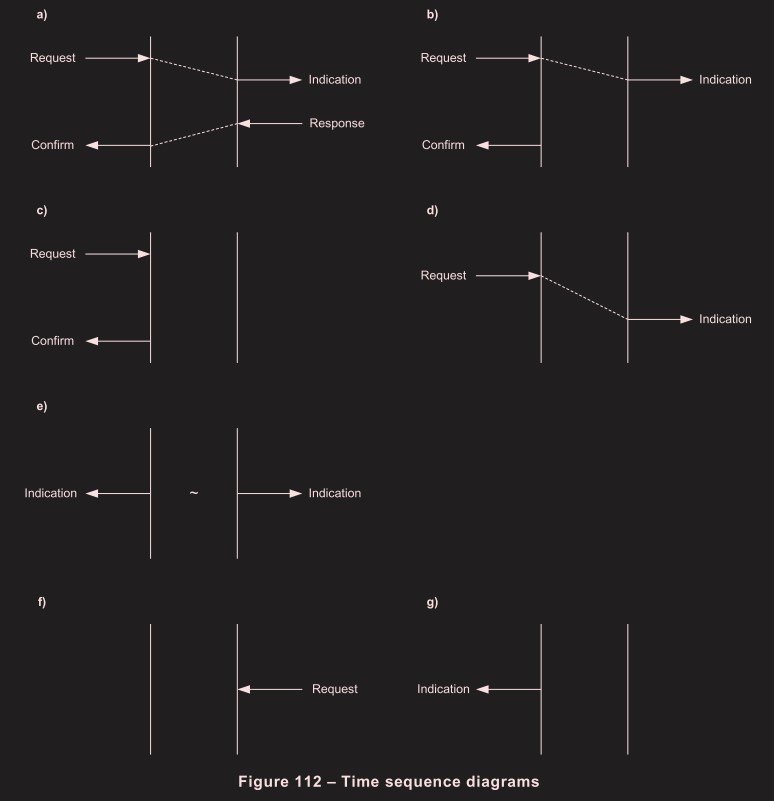 a)
Request
Indication
Response
Confirm
b)
Request
Indication
Confirm
c)
Request
Confirm
d)
Request
Indication
e)
Indication
~
Indication
f)
Request
g)
Indication
Figure 112 – Time sequence diagrams